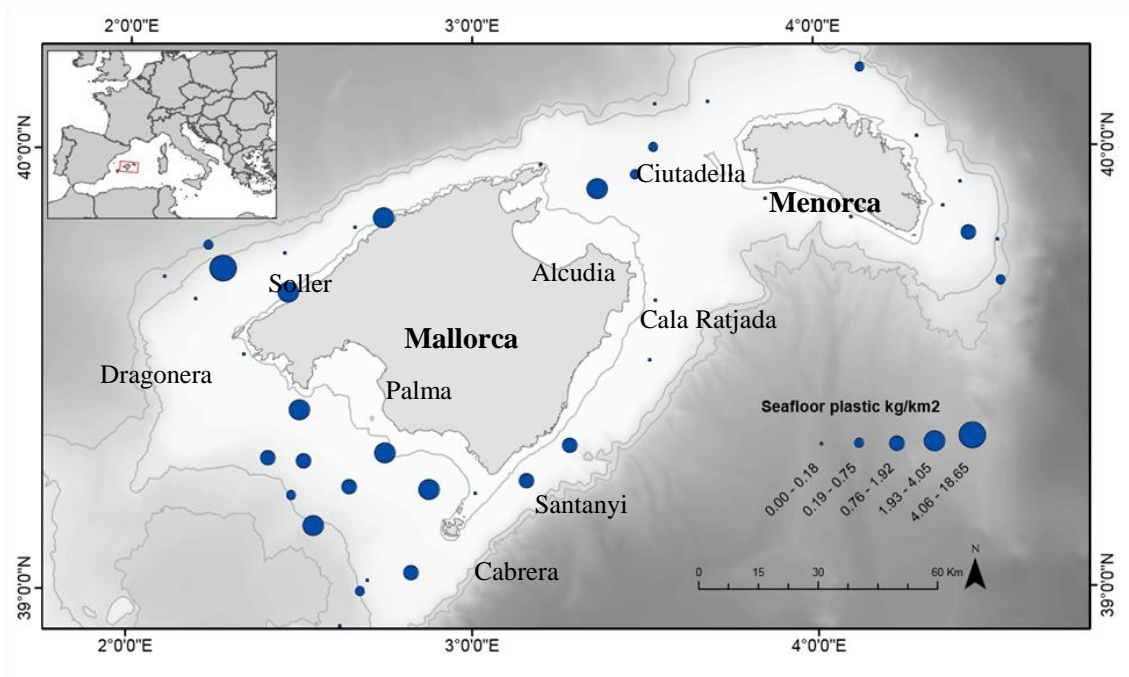 2°0'0"E 3°0'0"E 4°0'0"E
40°0'0"N 40°0'0"N
Ciutadella
Menorca
Alcudia
Soller
Cala Ratjada
Mallorca
Dragonera
Palma
Seafloor plastic kg/km2
0.00 - 0.18
0.19 - 0.75
0.76 - 1.92
1.93 - 4.05
4.06 - 18.65
Santanyi
Cabrera
N
0 15 30 60 Km
39°0'0"N 39°0'0"N
2°0'0"E 3°0'0"E 4°0'0"E